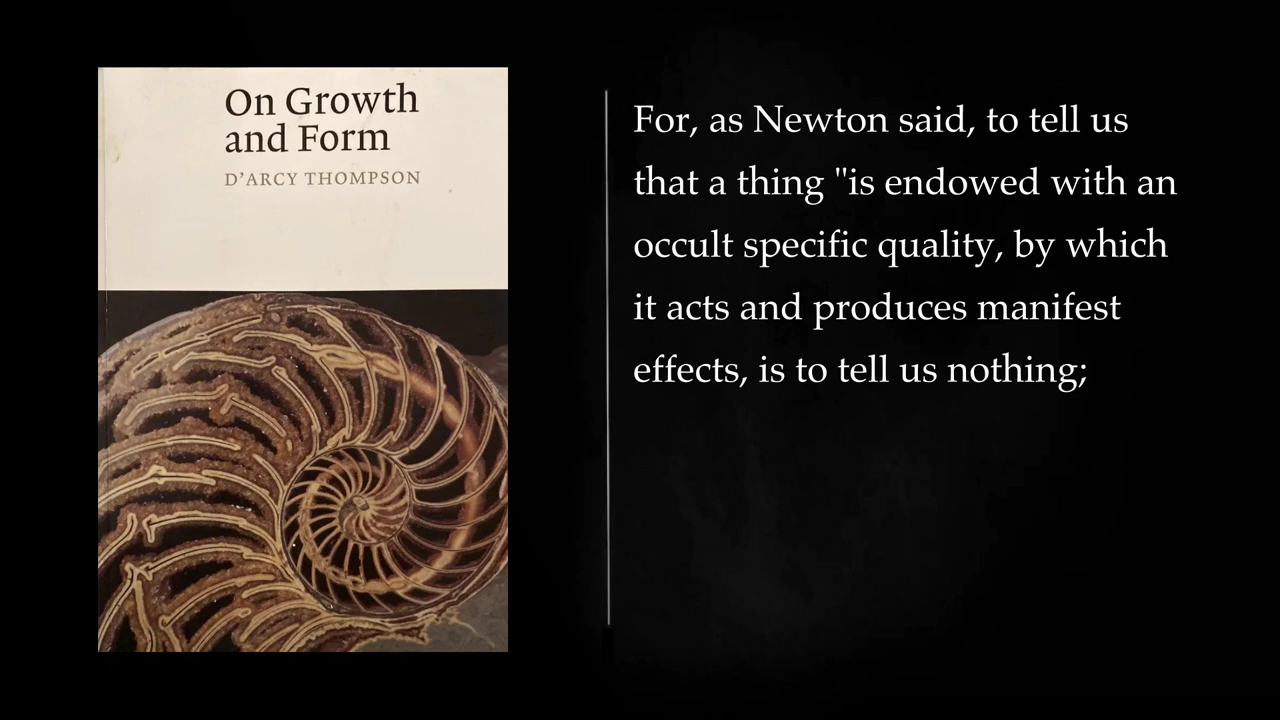 On Growth
and Form
D'ARCY THOMPSON
For, as Newton said, to tell us
that a thing "is endowed with an
occult specific quality, by which
it acts and produces manifest
effects, is to tell us nothing;